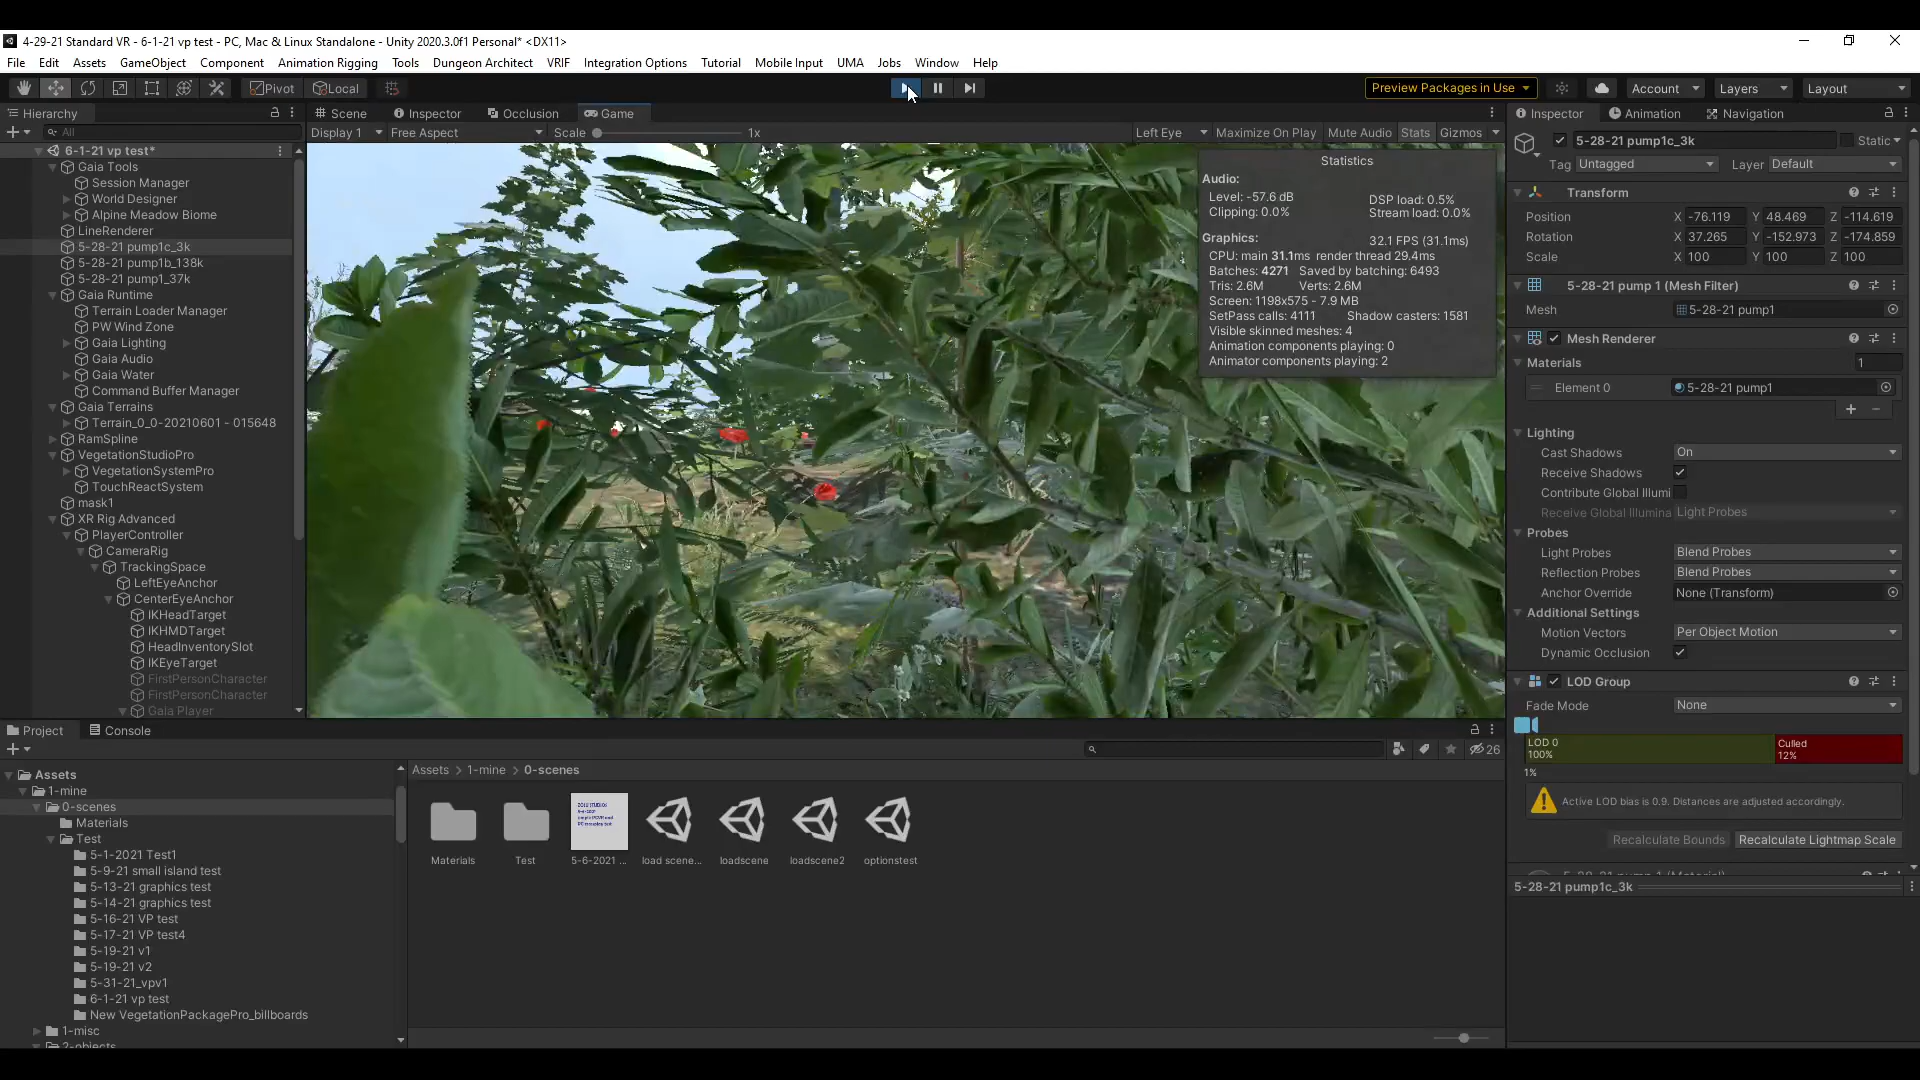 4-29-21 Standard VR - 6-1-21 vp test - PC, Mac & Linux Standalone - Unity 2020.3.0f1 Personal* <DX11>
File Edit Assets GameObject Component Animation Rigging Tools Dungeon Architect VRIF Integration Options Tutorial Mobile Input UMA Jobs Window Help
Pivot Local Preview Packages in Use Account Layers Layout
Hierarchy
All
6-1-21 vp test*
Gaia Tools
Session Manager
World Designer
Alpine Meadow Biome
LineRenderer
5-28-21 pump1c_3k
5-28-21 pump1b_138k
5-28-21 pump1_37k
Gaia Runtime
Terrain Loader Manager
PW Wind Zone
Gaia Lighting
Gaia Audio
Gaia Water
Command Buffer Manager
Gaia Terrains
Terrain_0_0-20210601 - 015648
RamSpline
VegetationStudioPro
VegetationSystemPro
TouchReactSystem
mask1
XR Rig Advanced
PlayerController
CameraRig
TrackingSpace
LeftEyeAnchor
CenterEyeAnchor
IKHeadTarget
IKHMDTarget
HeadInventorySlot
IKEyeTarget
FirstPersonCharacter
FirstPersonCharacter
Gaia Player
Scene Inspector Occlusion Game
Display 1 Free Aspect Scale 1x Left Eye Maximize On Play Mute Audio Stats Gizmos
Statistics
Audio:
Level: -57.6 dB DSP load: 0.5%
Clipping: 0.0% Stream load: 0.0%
Graphics: 32.1 FPS (31.1ms)
CPU: main 31.1ms render thread 29.4ms
Batches: 4271 Saved by batching: 6493
Tris: 2.6M Verts: 2.6M
Screen: 1198x575 - 7.9 MB
SetPass calls: 4111 Shadow casters: 1581
Visible skinned meshes: 4
Animation components playing: 0
Animator components playing: 2
Inspector Animation Navigation
5-28-21 pump1c_3k Static
Tag Untagged Layer Default
Transform
Position X -76.119 Y 48.469 Z -114.619
Rotation X 37.265 Y -152.973 Z -174.859
Scale X 100 Y 100 Z 100
5-28-21 pump 1 (Mesh Filter)
Mesh 5-28-21 pump1
Mesh Renderer
Materials 1
Element 0 5-28-21 pump1
Lighting
Cast Shadows On
Receive Shadows
Contribute Global Illumi
Receive Global Illumina Light Probes
Probes
Light Probes Blend Probes
Reflection Probes Blend Probes
Anchor Override None (Transform)
Additional Settings
Motion Vectors Per Object Motion
Dynamic Occlusion
LOD Group
Fade Mode None
LOD 0 Culled
100% 12%
1%
Active LOD bias is 0.9. Distances are adjusted accordingly.
Recalculate Bounds Recalculate Lightmap Scale
5-28-21 pump1c_3k
Project Console
26
Assets
1-mine
0-scenes
Materials
Test
5-1-2021 Test1
5-9-21 small island test
5-13-21 graphics test
5-14-21 graphics test
5-16-21 VP test
5-17-21 VP test4
5-19-21 v1
5-19-21 v2
5-31-21_vpv1
6-1-21 vp test
New VegetationPackagePro_billboards
1-misc
2-objects
Assets > 1-mine > 0-scenes
Materials Test 5-6-2021 ... load scene... loadscene loadscene2 optionstest